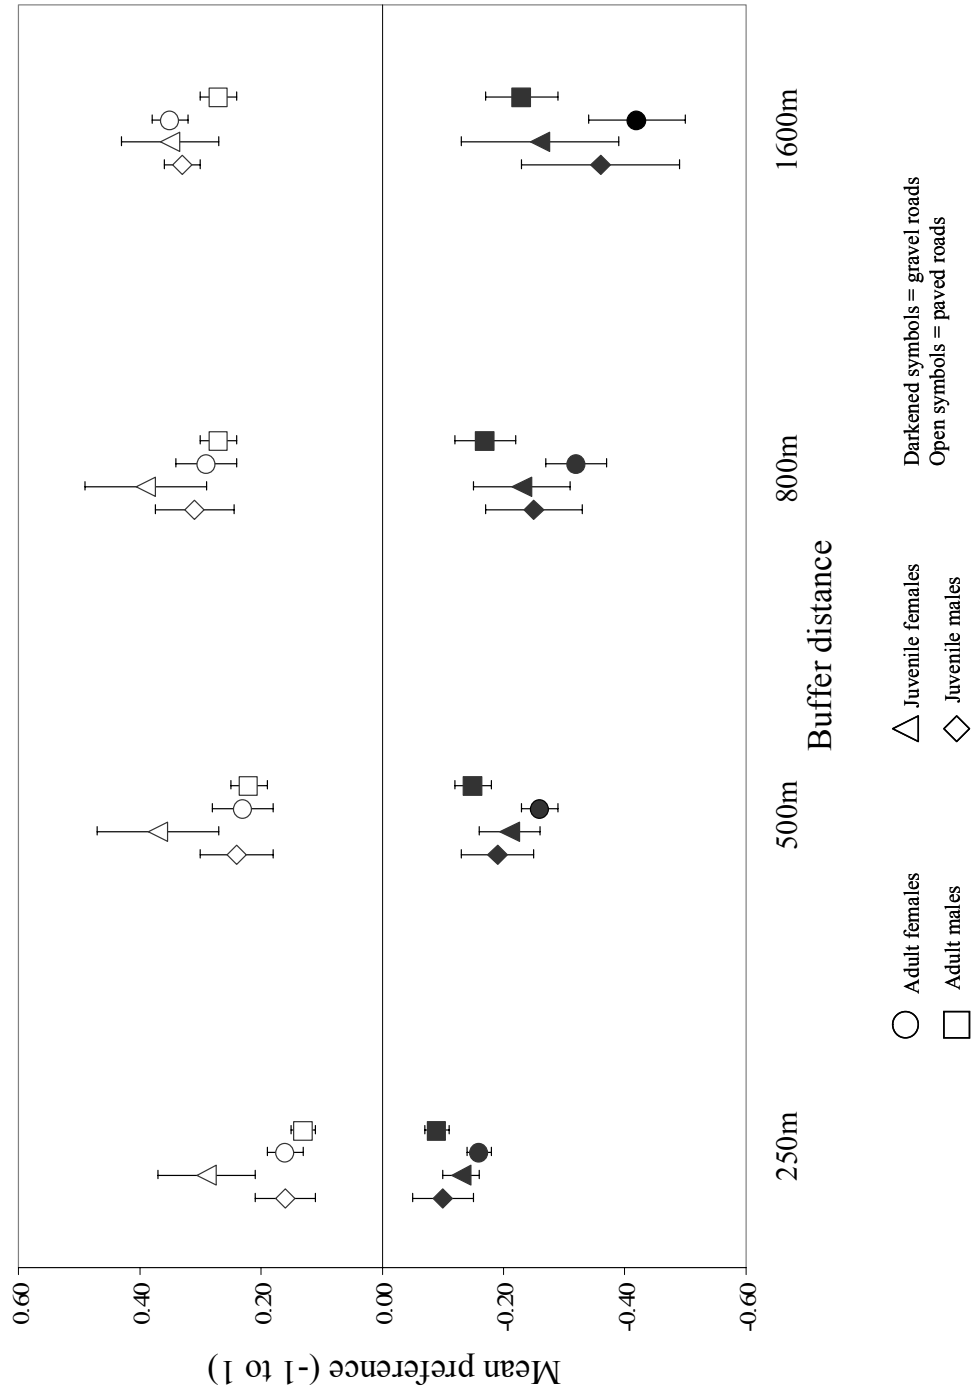 0.60
0.40
0.20
0.00
-0.20
-0.40
-0.60
Mean preference (-1 to 1)
250m
500m
800m
1600m
Buffer distance
Adult females
Juvenile females
Darkened symbols = gravel roads
Adult males
Juvenile males
Open symbols = paved roads